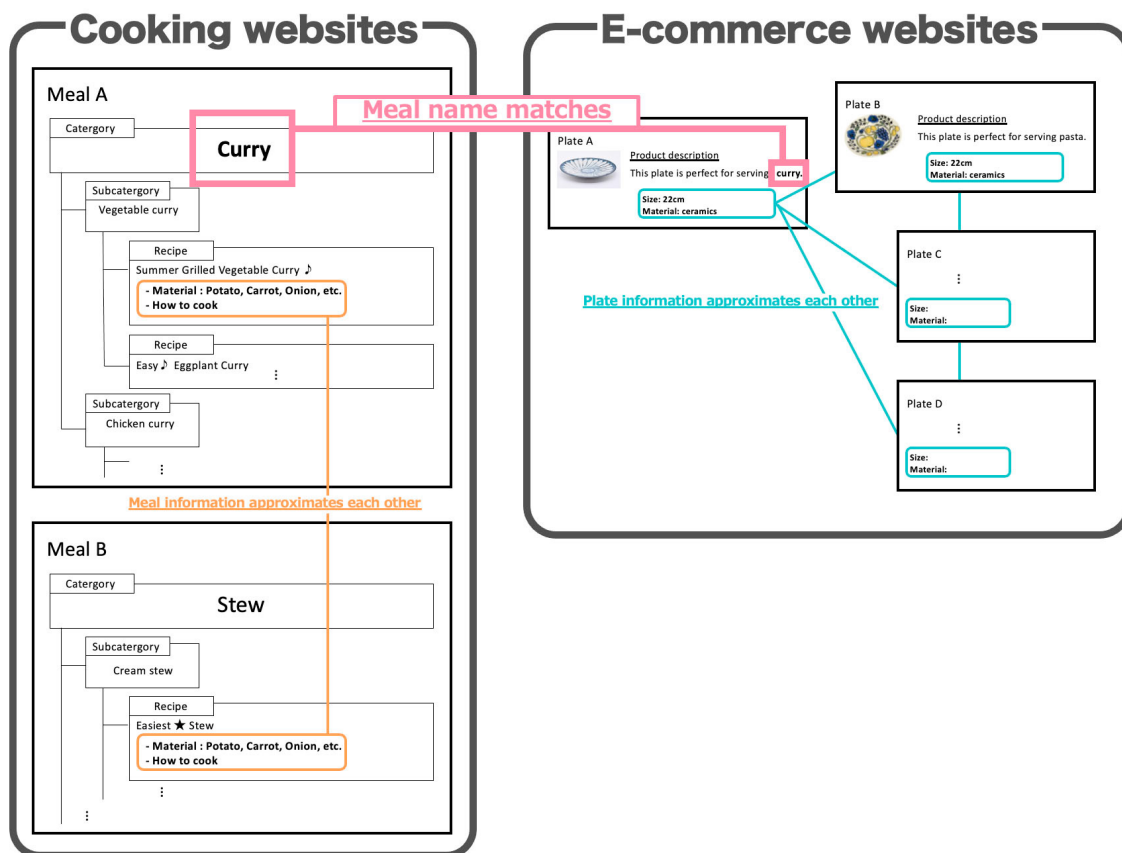 Cooking websites
Meal A
Catergory
Curry
Subcatergory
Vegetable curry
Recipe
Summer Grilled Vegetable Curry ♪
- Material : Potato, Carrot, Onion, etc.
- How to cook
Recipe
Easy ♪ Eggplant Curry
⋮
Subcatergory
Chicken curry
⋮
Meal information approximates each other
Meal B
Catergory
Stew
Subcatergory
Cream stew
Recipe
Easiest ★ Stew
- Material : Potato, Carrot, Onion, etc.
- How to cook
⋮
⋮
Meal name matches
E-commerce websites
Plate A
Product description
This plate is perfect for serving curry.
Size: 22cm
Material: ceramics
Plate B
Product description
This plate is perfect for serving pasta.
Size: 22cm
Material: ceramics
Plate information approximates each other
Plate C
⋮
Size:
Material:
Plate D
⋮
Size:
Material: